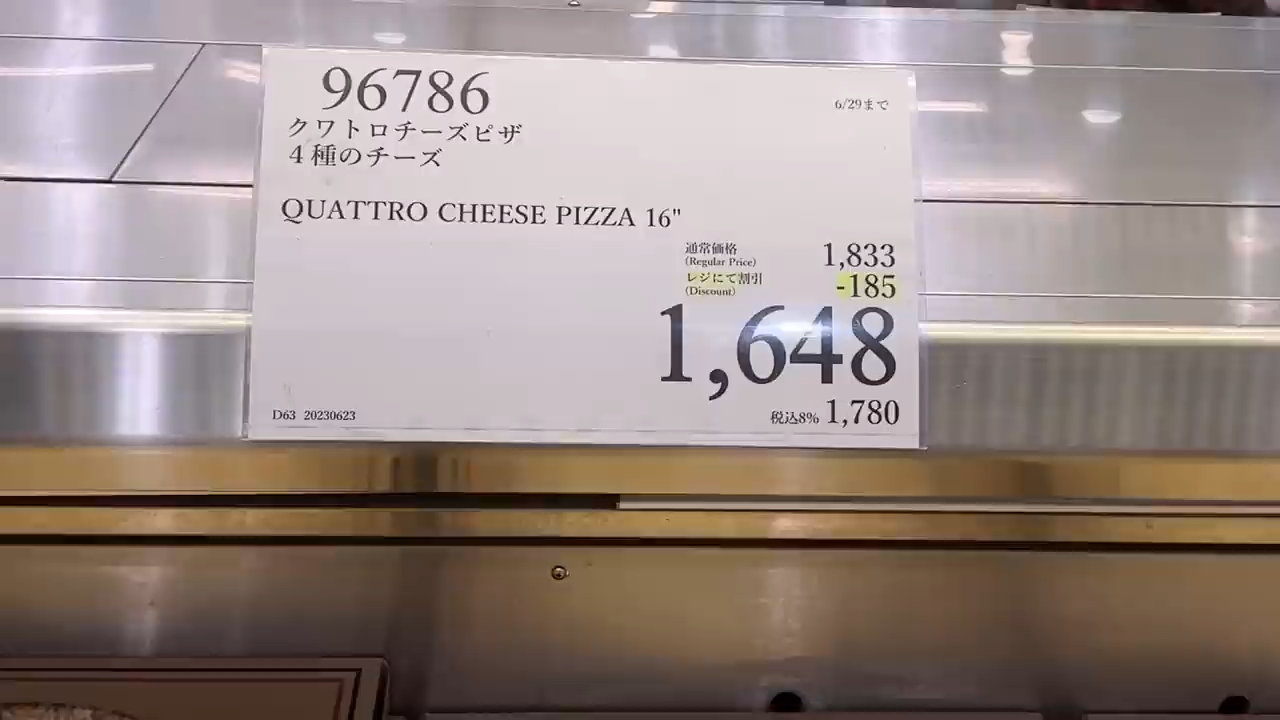 96786
6/29まで
クワトロチーズピザ
４種のチーズ
QUATTRO CHEESE PIZZA 16"
通常価格
(Regular Price)
1,833
レジにて割引
(Discount)
-185
1,648
税込8% 1,780
D63 20230623